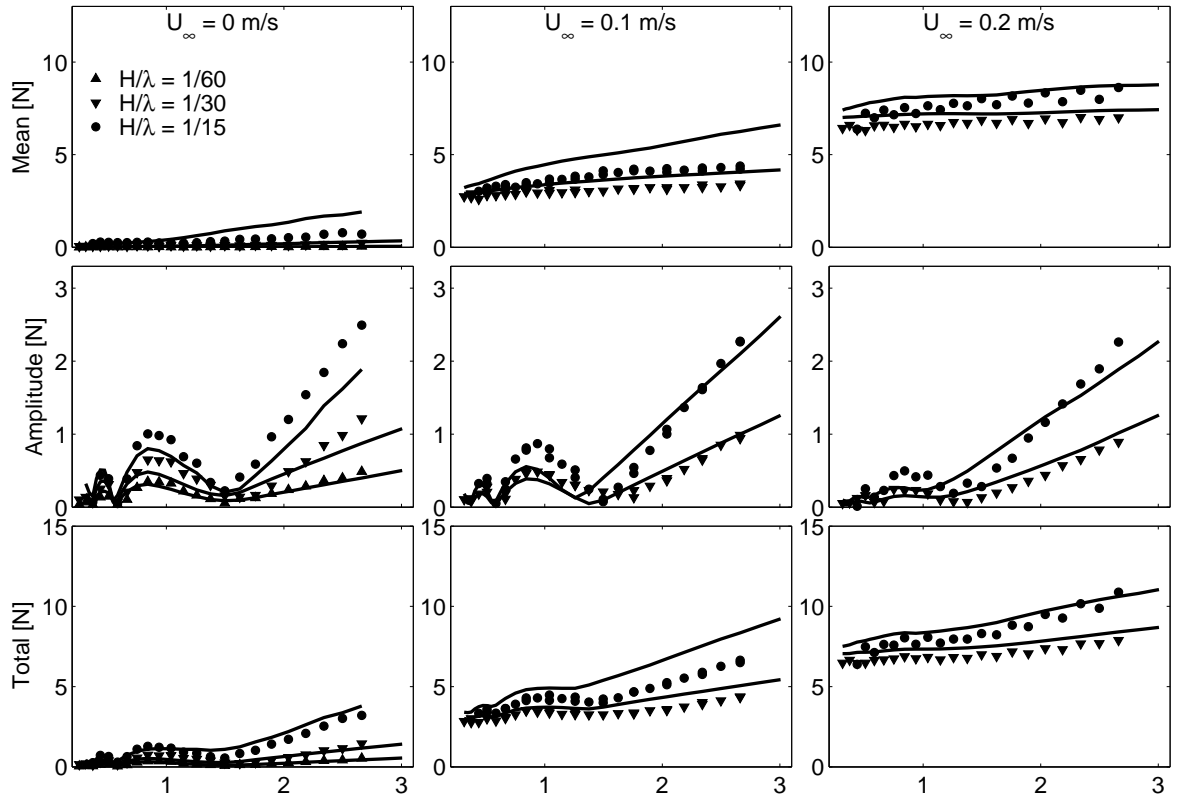 U∞ = 0 m/s
U∞ = 0.1 m/s
U∞ = 0.2 m/s
Mean [N]
10
5
0
H/λ = 1/60
H/λ = 1/30
H/λ = 1/15
10
5
0
10
5
0
Amplitude [N]
3
2
1
0
3
2
1
0
3
2
1
0
Total [N]
15
10
5
0
1 2 3
15
10
5
0
1 2 3
15
10
5
0
1 2 3